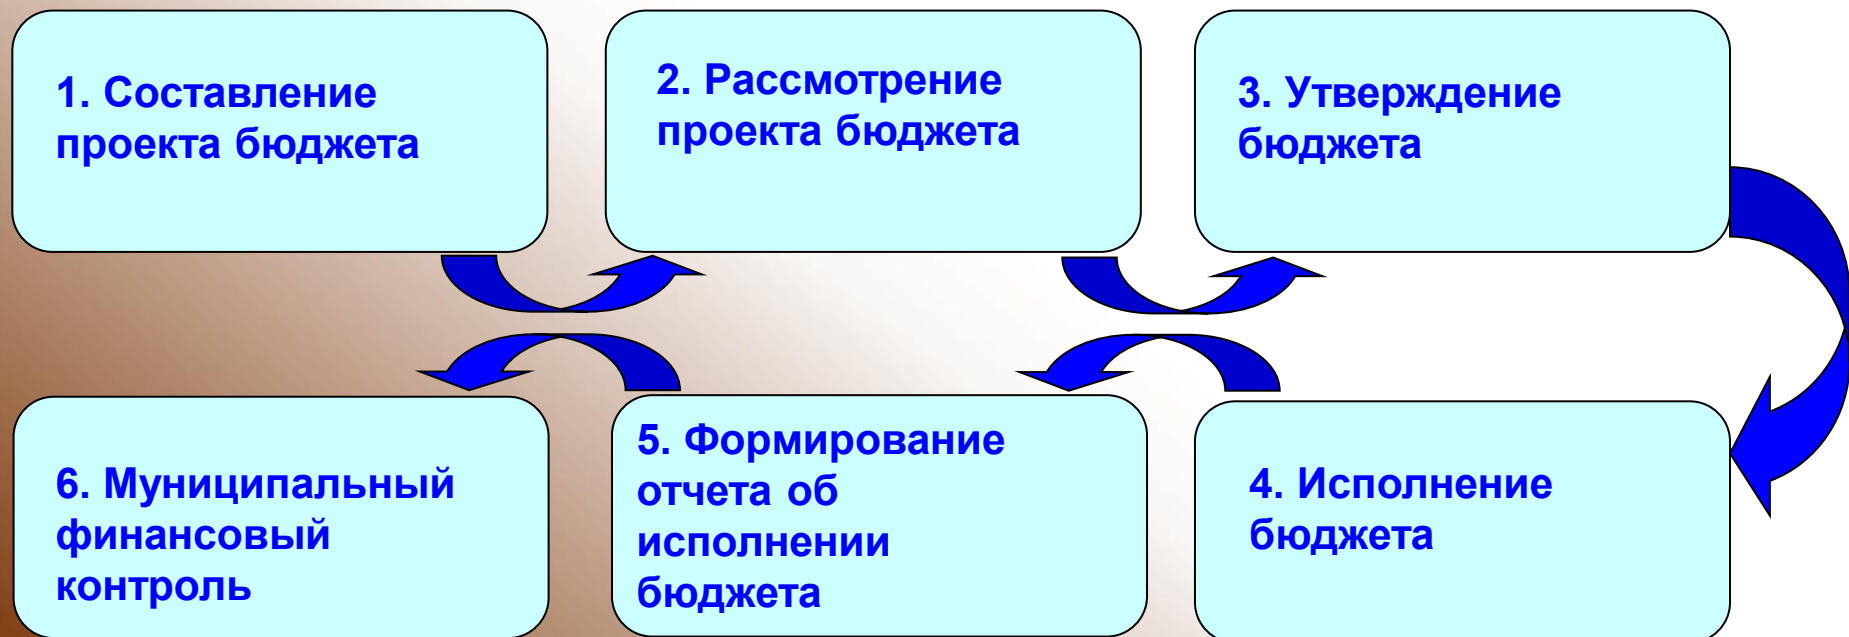 1. Составление
проекта бюджета
2. Рассмотрение
проекта бюджета
3. Утверждение
бюджета
4. Исполнение
бюджета
5. Формирование
отчета об
исполнении
бюджета
6. Муниципальный
финансовый
контроль